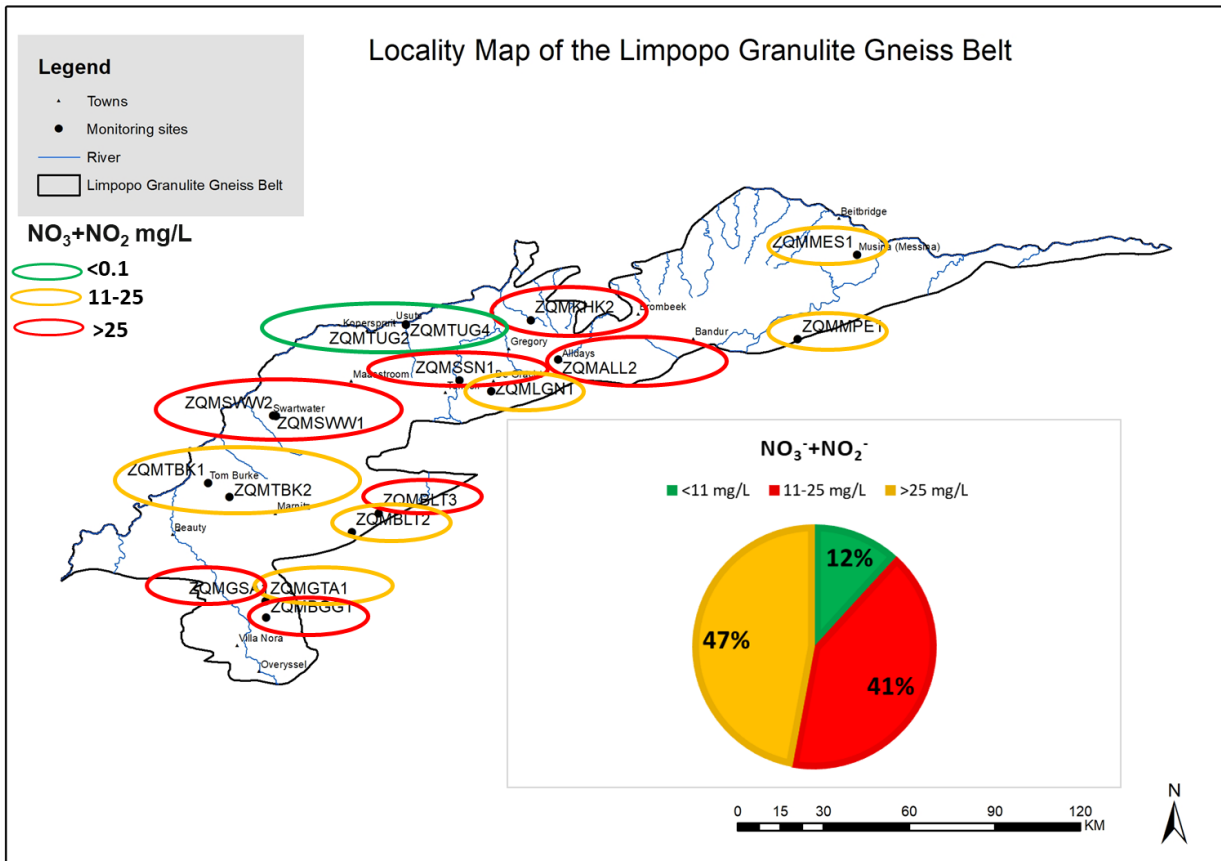 Locality Map of the Limpopo Granulite Gneiss Belt
Legend
Towns
Monitoring sites
River
Limpopo Granulite Gneiss Belt
NO₃+NO₂ mg/L
<0.1
11-25
>25
Beitbridge
ZQMMES1
Musina (Messina)
ZQMKHK2
Brombeek
Usutu
Koperspruit
ZQMTUG4
ZQMTUG2
ZQMMPE1
Bandur
Gregory
Alldays
ZQMALL2
ZQMSSN1
Maasstroom
ZQMLGN1
ZQMSWW2
Swartwater
ZQMSWW1
ZQMTBK1
Tom Burke
ZQMTBK2
Marnitz
ZQMBLT3
ZQMBLT2
Beauty
ZQMGSA
ZQMGTA1
ZQMBGG1
Villa Nora
Overyssel
NO₃⁻+NO₂⁻
<11 mg/L 11-25 mg/L >25 mg/L
12%
47%
41%
N
0 15 30 60 90 120
KM